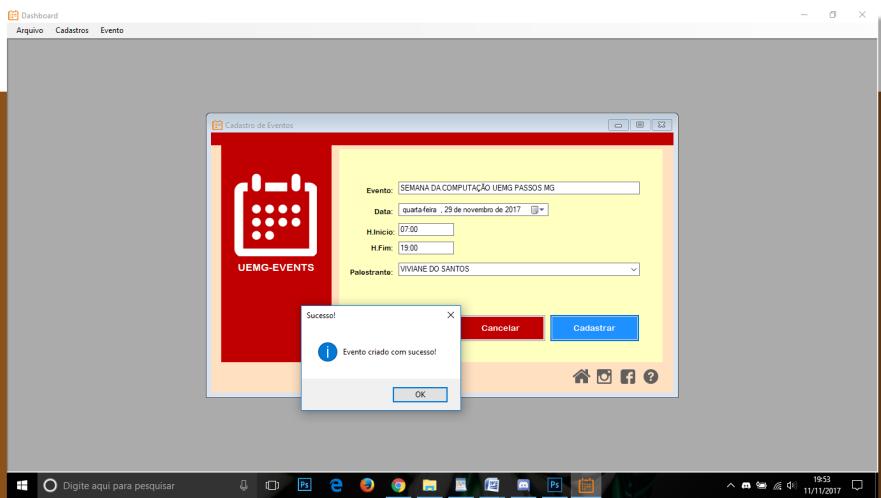 Dashboard
Arquivo Cadastros Evento
Cadastro de Eventos
Evento: SEMANA DA COMPUTAÇÃO UEMG PASSOS MG
Data: quarta-feira , 29 de novembro de 2017
H.Inicio: 07:00
H.Fim: 19:00
Palestrante: VIVIANE DO SANTOS
UEMG-EVENTS
Cancelar Cadastrar
Sucesso!
Evento criado com sucesso!
OK
Digite aqui para pesquisar
Ps
Ps
19:53
11/11/2017